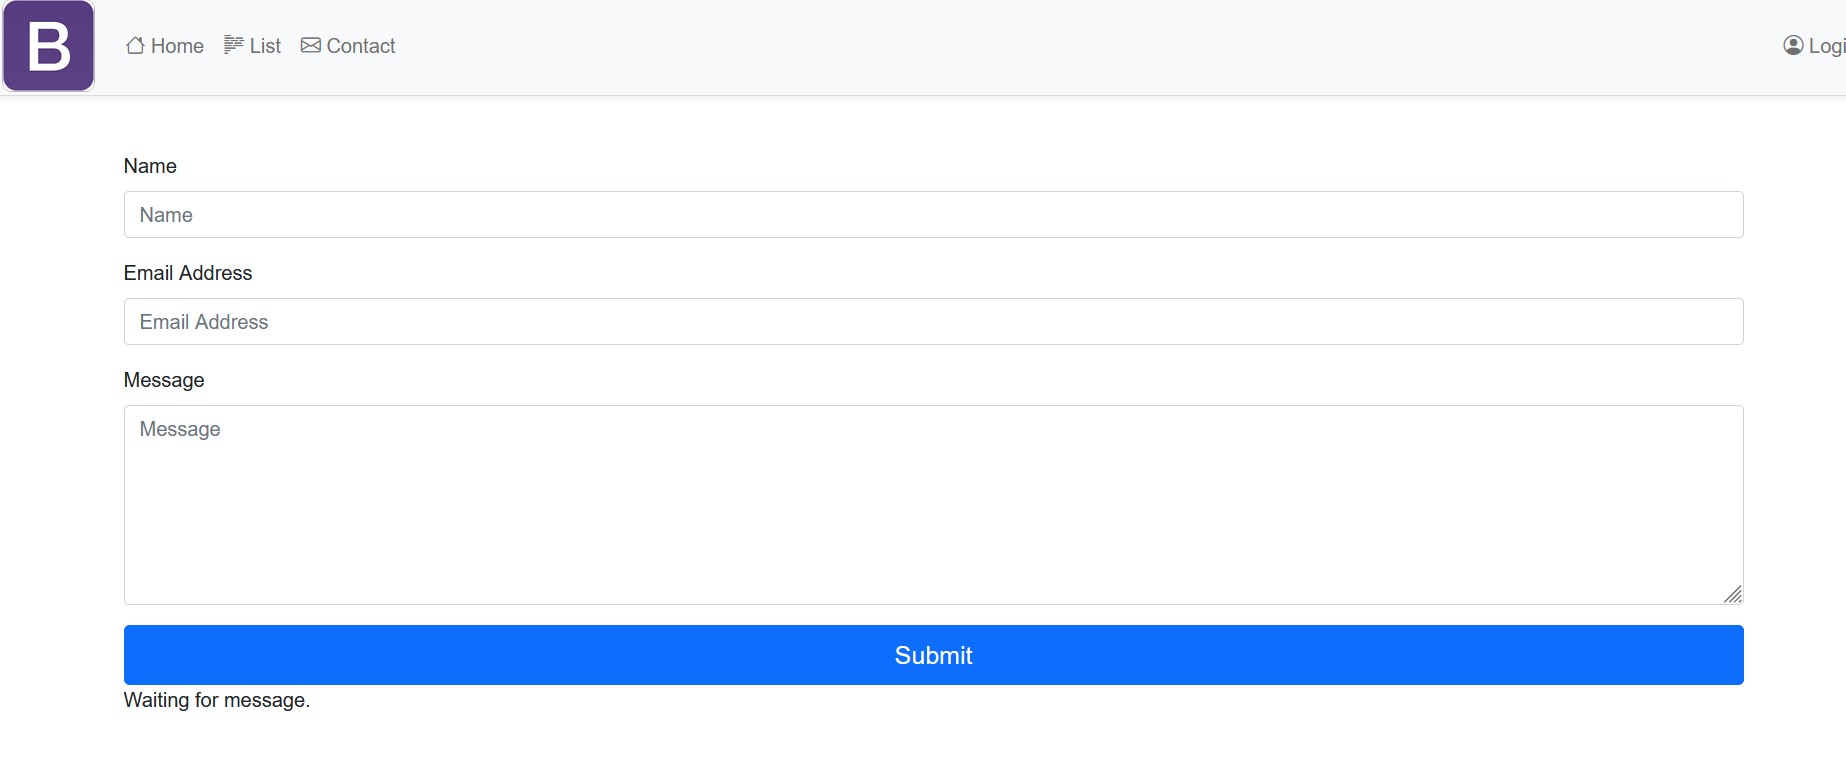 B Home List Contact Logi
Name
Name
Email Address
Email Address
Message
Message
Submit
Waiting for message.